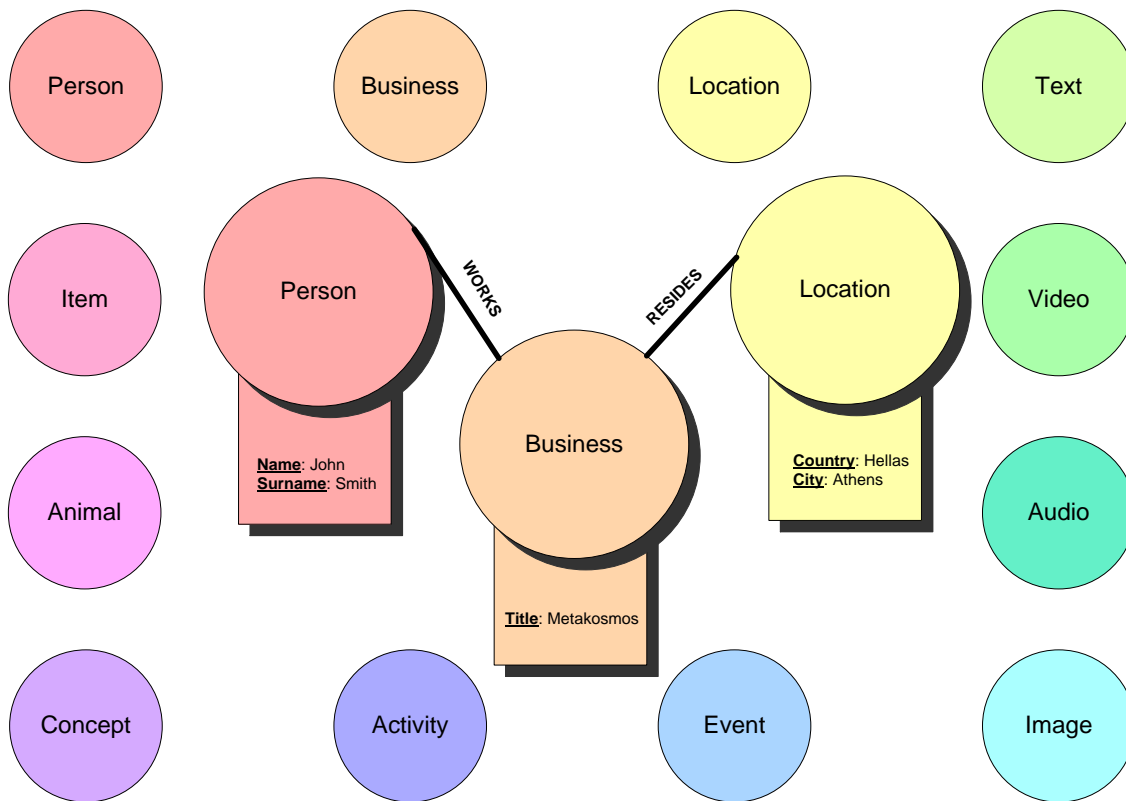 Person
Business
Location
Text
Item
Person
WORKS
RESIDES
Location
Video
Business
Name: John
Surname: Smith
Country: Hellas
City: Athens
Animal
Audio
Title: Metakosmos
Concept
Activity
Event
Image